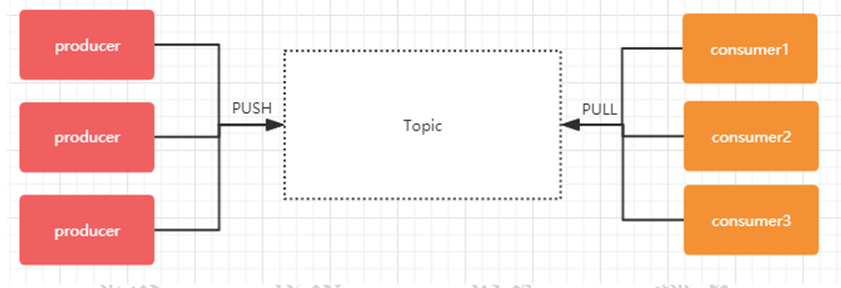 producer
producer
producer
PUSH
Topic
PULL
consumer1
consumer2
consumer3